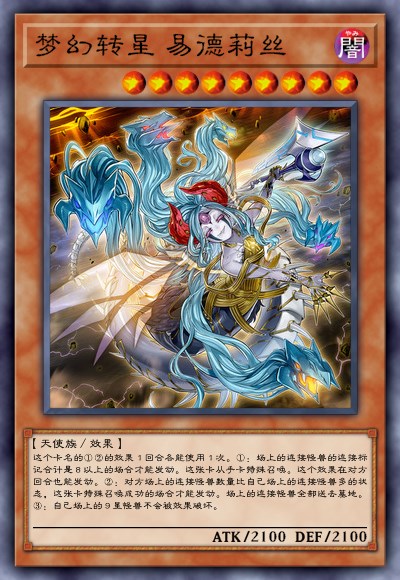 梦幻转星 易德莉丝
やみ
闇
【天使族／效果】
这个卡名的①②的效果1回合各能使用1次。①：场上的连接怪兽的连接标
记合计是8以上的场合才能发动。这张卡从手卡特殊召唤。这个效果在对方
回合也能发动。②：对方场上的连接怪兽数量比自己场上的连接怪兽多的状
态，这张卡特殊召唤成功的场合才能发动。场上的连接怪兽全部送去墓地。
③：自己场上的9星怪兽不会被效果破坏。
ATK/2100 DEF/2100